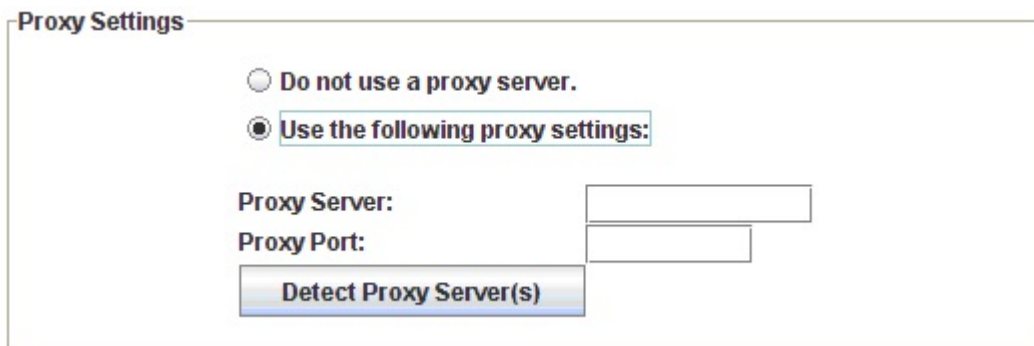 Proxy Settings
Do not use a proxy server.
Use the following proxy settings:
Proxy Server:
Proxy Port:
Detect Proxy Server(s)